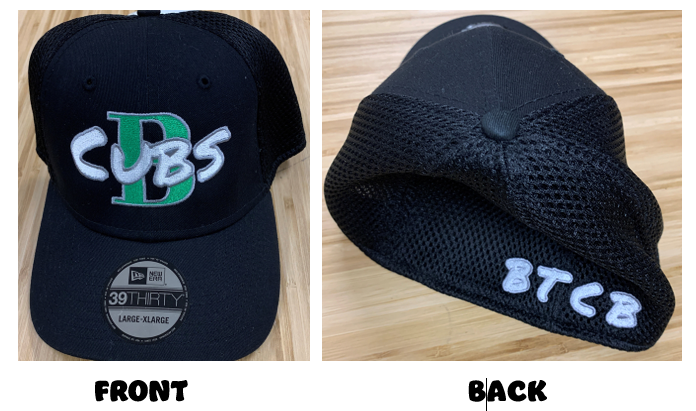 B
CUBS
NEW ERA
39THIRTY
LARGE-XLARGE
BTCB
FRONT
BACK